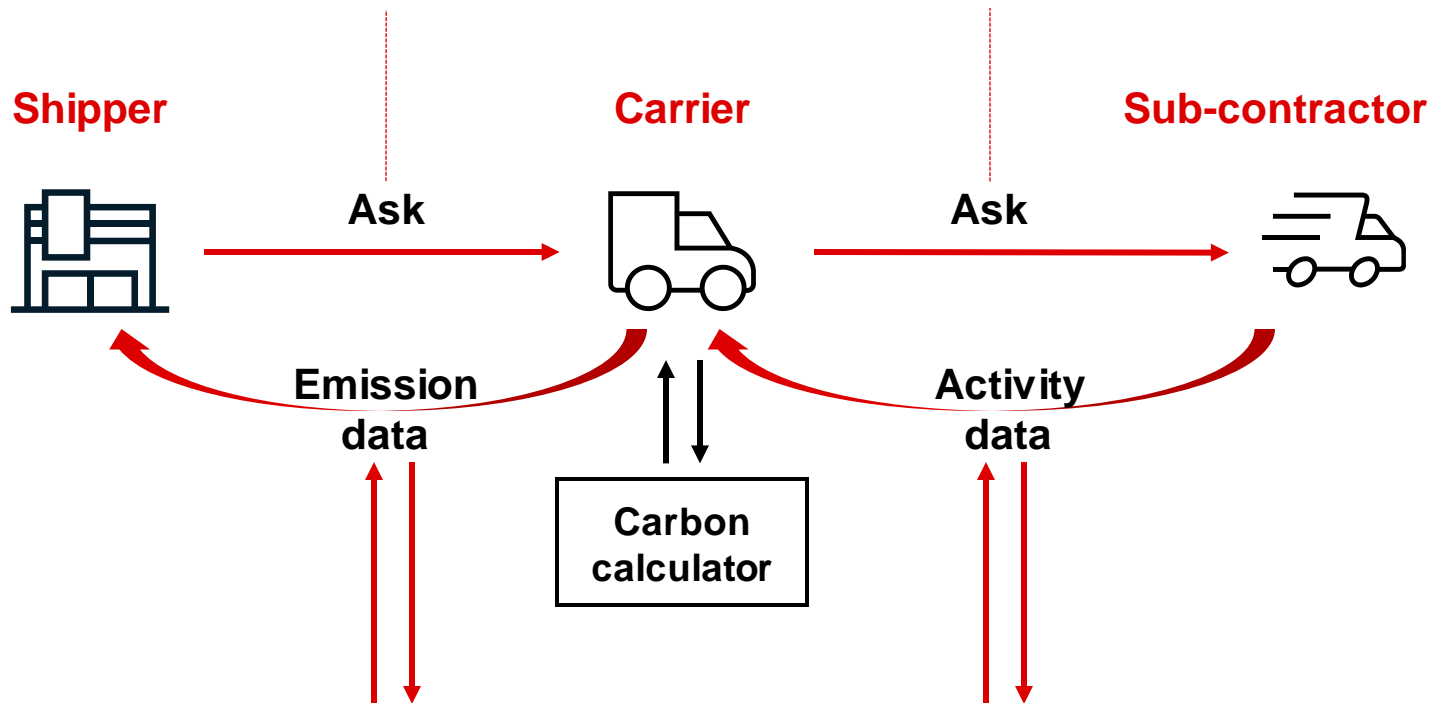 Shipper
Carrier
Sub-contractor
Ask
Ask
Emission
data
Activity
data
Carbon
calculator